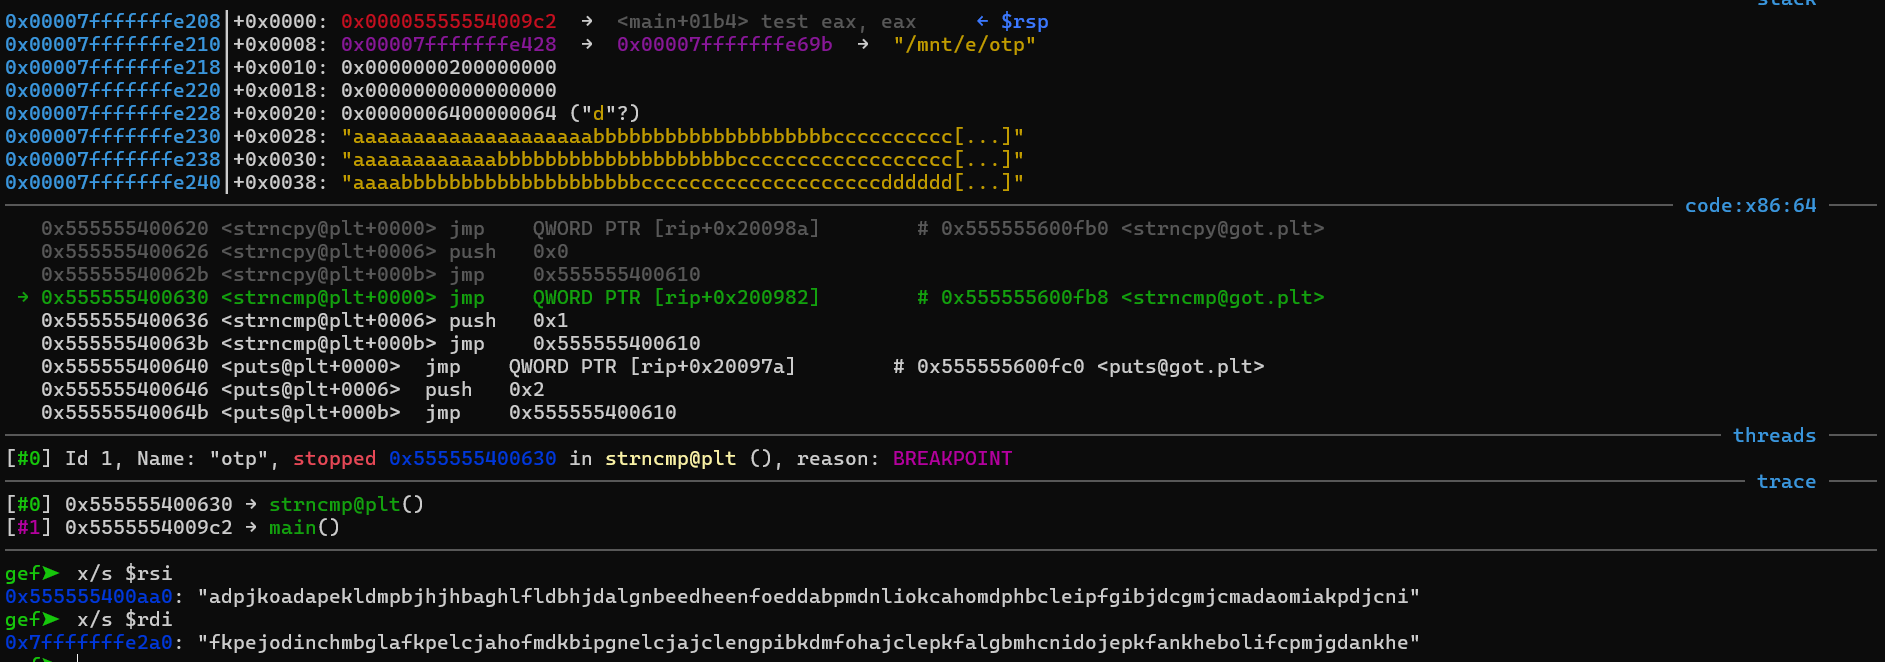 stack
0x00007fffffffe208│+0x0000: 0x00005555554009c2 → <main+01b4> test eax, eax ← $rsp
0x00007fffffffe210│+0x0008: 0x00007fffffffe428 → 0x00007fffffffe69b → "/mnt/e/otp"
0x00007fffffffe218│+0x0010: 0x0000000200000000
0x00007fffffffe220│+0x0018: 0x0000000000000000
0x00007fffffffe228│+0x0020: 0x0000006400000064 ("d"?)
0x00007fffffffe230│+0x0028: "aaaaaaaaaaaaaaaaaaaabbbbbbbbbbbbbbbbbbbbcccccccccc[...]"
0x00007fffffffe238│+0x0030: "aaaaaaaaaaaabbbbbbbbbbbbbbbbbbbbcccccccccccccccccc[...]"
0x00007fffffffe240│+0x0038: "aaaabbbbbbbbbbbbbbbbbbbbccccccccccccccccccccdddddd[...]"
code:x86:64
0x555555400620 <strncpy@plt+0000> jmp QWORD PTR [rip+0x20098a] # 0x555555600fb0 <strncpy@got.plt>
0x555555400626 <strncpy@plt+0006> push 0x0
0x55555540062b <strncpy@plt+000b> jmp 0x555555400610
→ 0x555555400630 <strncmp@plt+0000> jmp QWORD PTR [rip+0x200982] # 0x555555600fb8 <strncmp@got.plt>
0x555555400636 <strncmp@plt+0006> push 0x1
0x55555540063b <strncmp@plt+000b> jmp 0x555555400610
0x555555400640 <puts@plt+0000> jmp QWORD PTR [rip+0x20097a] # 0x555555600fc0 <puts@got.plt>
0x555555400646 <puts@plt+0006> push 0x2
0x55555540064b <puts@plt+000b> jmp 0x555555400610
threads
[#0] Id 1, Name: "otp", stopped 0x555555400630 in strncmp@plt (), reason: BREAKPOINT
trace
[#0] 0x555555400630 → strncmp@plt()
[#1] 0x5555554009c2 → main()
gef➤ x/s $rsi
0x555555400aa0: "adpjkoadapekldmpbjhjhbaghlfldbhjdalgnbeedheenfoeddabpmdnliokcahomdphbcleipfgibjdcgmjcmadaomiakpdjcni"
gef➤ x/s $rdi
0x7fffffffe2a0: "fkpejodinchmbglafkpelcjahofmdkbipgnelcjajclengpibkdmfohajclepkfalgbmhcnidojepkfankhebolifcpmjgdankhe"